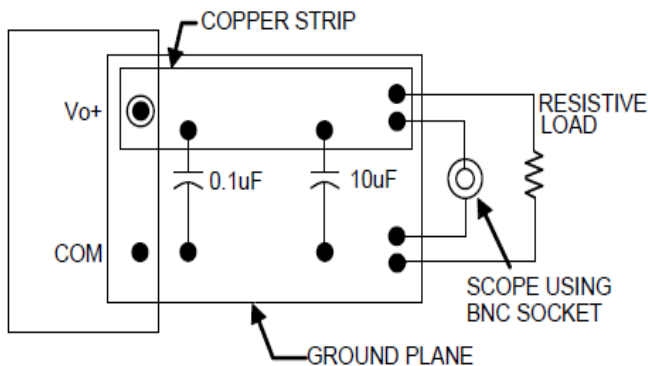 COPPER STRIP
Vo+
RESISTIVE
LOAD
0.1uF
10uF
COM
SCOPE USING
BNC SOCKET
GROUND PLANE